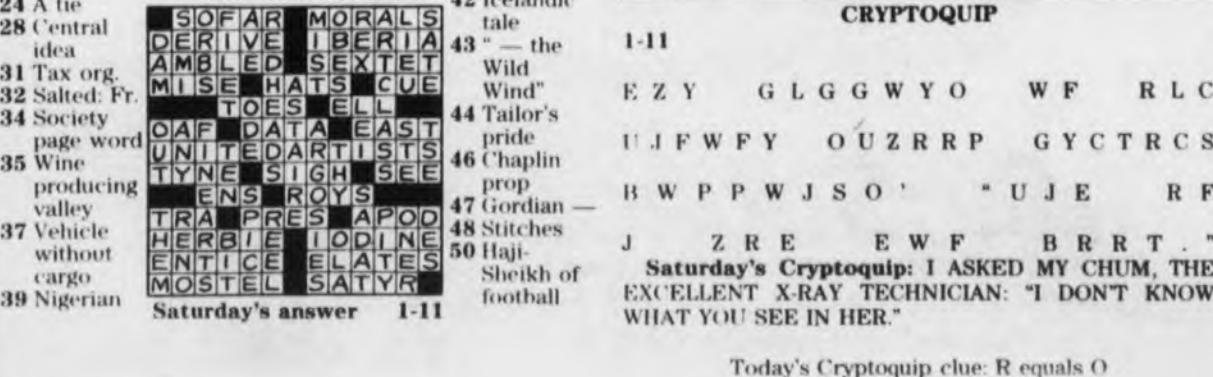 24 A tie
28 Central
idea
31 Tax org.
32 Salted: Fr.
34 Society
page word
35 Wine
producing
valley
37 Vehicle
without
cargo
39 Nigerian
SOFAR MORALS
DERIVE IBERIA
AMBLED SEXTET
MISE HATS CUE
TOES ELL
OAF DATA EAST
UNITEDARTISTS
TYNE SIGH SEE
ENS ROYS
TRA PRES APOD
HERBIE IODINE
ENTICE ELATES
MOSTEL SATYR
Saturday's answer 1-11
42 Icelandic
tale
43 " — the
Wild
Wind"
44 Tailor's
pride
46 Chaplin
prop
47 Gordian —
48 Stitches
50 Haji-
Sheikh of
football
CRYPTOQUIP
1-11
E Z Y G L G G W Y O W F R L C
U J F W F Y O U Z R R P G Y C T R C S
B W P P W J S O ' " U J E R F
J Z R E E W F B R R T . "
Saturday's Cryptoquip: I ASKED MY CHUM, THE
EXCELLENT X-RAY TECHNICIAN: "I DON'T KNOW
WHAT YOU SEE IN HER."
Today's Cryptoquip clue: R equals O